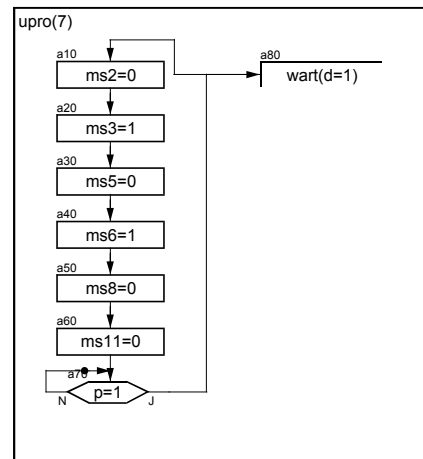 upro(7)
a10
ms2=0
a80
wart(d=1)
a20
ms3=1
a30
ms5=0
a40
ms6=1
a50
ms8=0
a60
ms11=0
a70
p=1
N
J